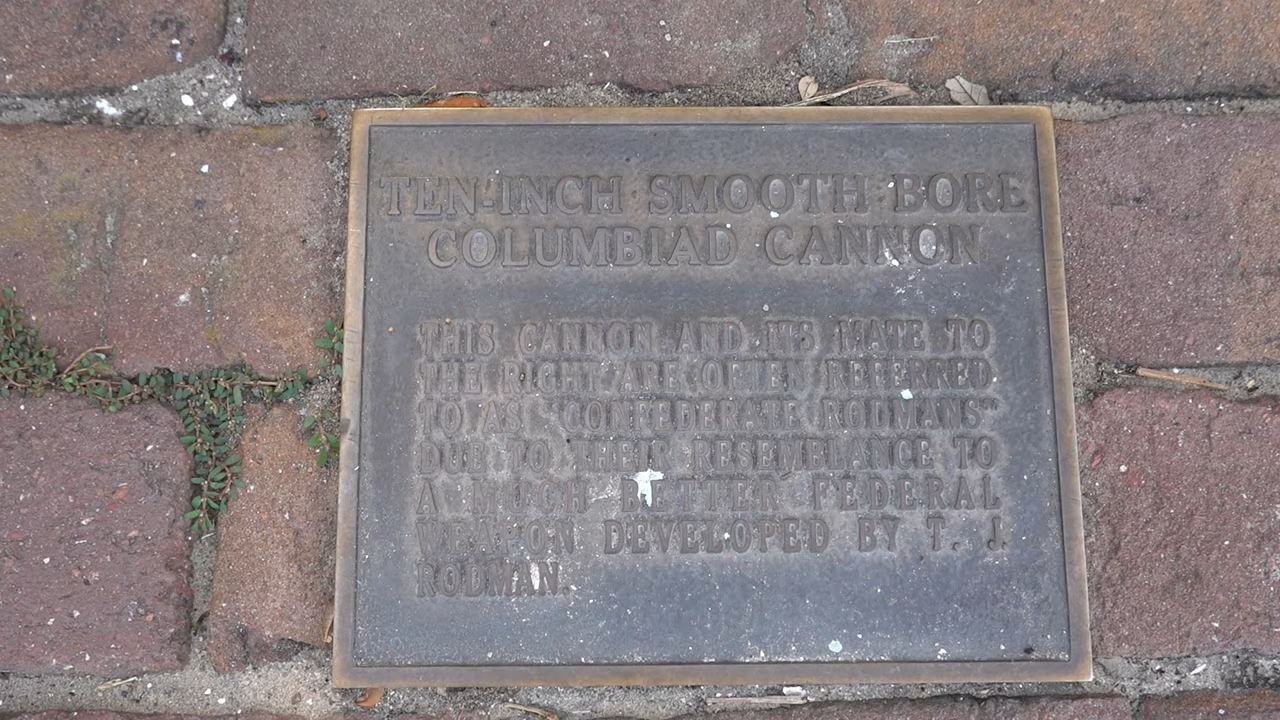 TEN-INCH SMOOTH BORE
COLUMBIAD CANNON
THIS CANNON AND ITS MATE TO
THE RIGHT ARE OFTEN REFERRED
TO AS "CONFEDERATE RODMANS"
DUE TO THEIR RESEMBLANCE TO
A MUCH BETTER FEDERAL
WEAPON DEVELOPED BY T. J.
RODMAN.